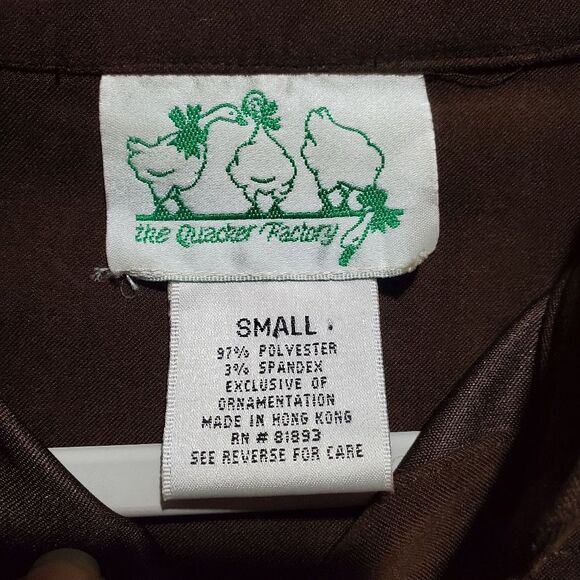 the Quacker Factory
SMALL
97% POLYESTER
3% SPANDEX
EXCLUSIVE OF
ORNAMENTATION
MADE IN HONG KONG
RN # 81893
SEE REVERSE FOR CARE